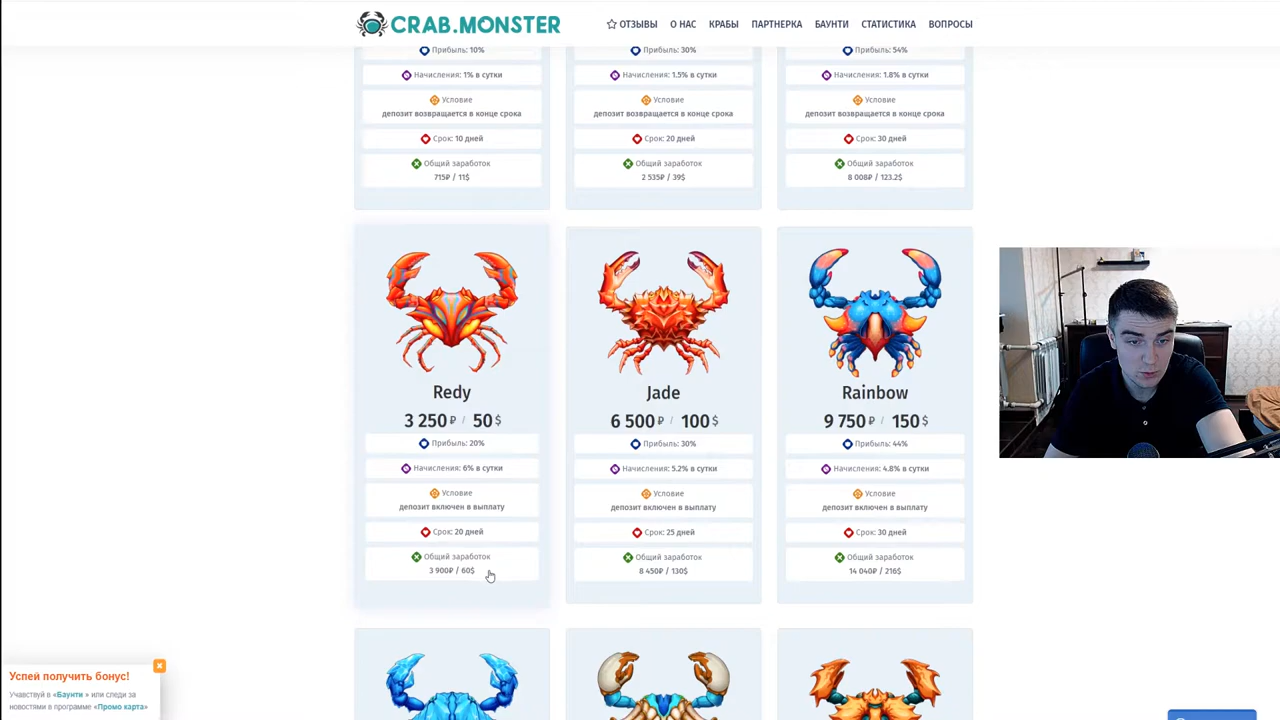 CRAB.MONSTER
ОТЗЫВЫ О НАС КРАБЫ ПАРТНЕРКА БАУНТИ СТАТИСТИКА ВОПРОСЫ
Прибыль: 10%
Начисления: 1% в сутки
Условие
депозит возвращается в конце срока
Срок: 10 дней
Общий заработок
715₽ / 11$
Прибыль: 30%
Начисления: 1.5% в сутки
Условие
депозит возвращается в конце срока
Срок: 20 дней
Общий заработок
2 535₽ / 39$
Прибыль: 54%
Начисления: 1.8% в сутки
Условие
депозит возвращается в конце срока
Срок: 30 дней
Общий заработок
8 008₽ / 123.2$
Redy
3 250₽ / 50$
Прибыль: 20%
Начисления: 6% в сутки
Условие
депозит включен в выплату
Срок: 20 дней
Общий заработок
3 900₽ / 60$
Jade
6 500₽ / 100$
Прибыль: 30%
Начисления: 5.2% в сутки
Условие
депозит включен в выплату
Срок: 25 дней
Общий заработок
8 450₽ / 130$
Rainbow
9 750₽ / 150$
Прибыль: 44%
Начисления: 4.8% в сутки
Условие
депозит включен в выплату
Срок: 30 дней
Общий заработок
14 040₽ / 216$
Успей получить бонус!
Учавствуй в «Баунти » или следи за
новостями в программе «Промо карта»